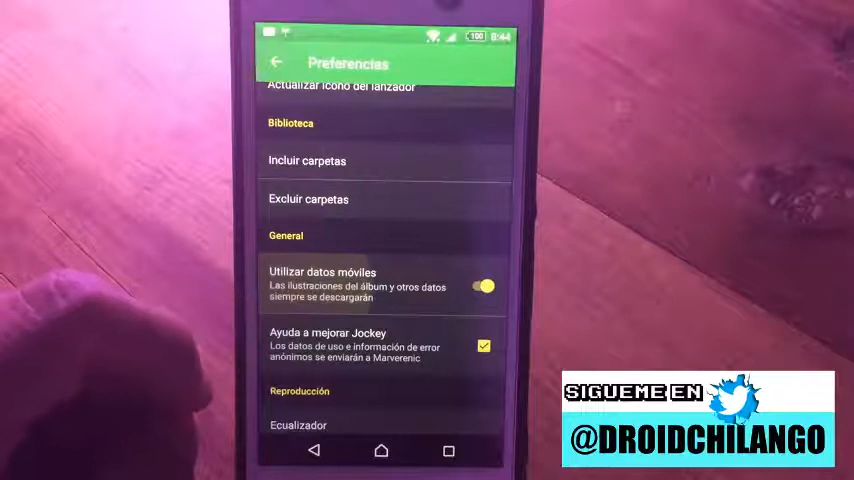 100 8:44
Preferencias
Actualizar icono del lanzador
Biblioteca
Incluir carpetas
Excluir carpetas
General
Utilizar datos móviles
Las ilustraciones del álbum y otros datos
siempre se descargarán
Ayuda a mejorar Jockey
Los datos de uso e información de error
anónimos se enviarán a Marverenic
Reproducción
Ecualizador
SIGUEME EN
@DROIDCHILANGO